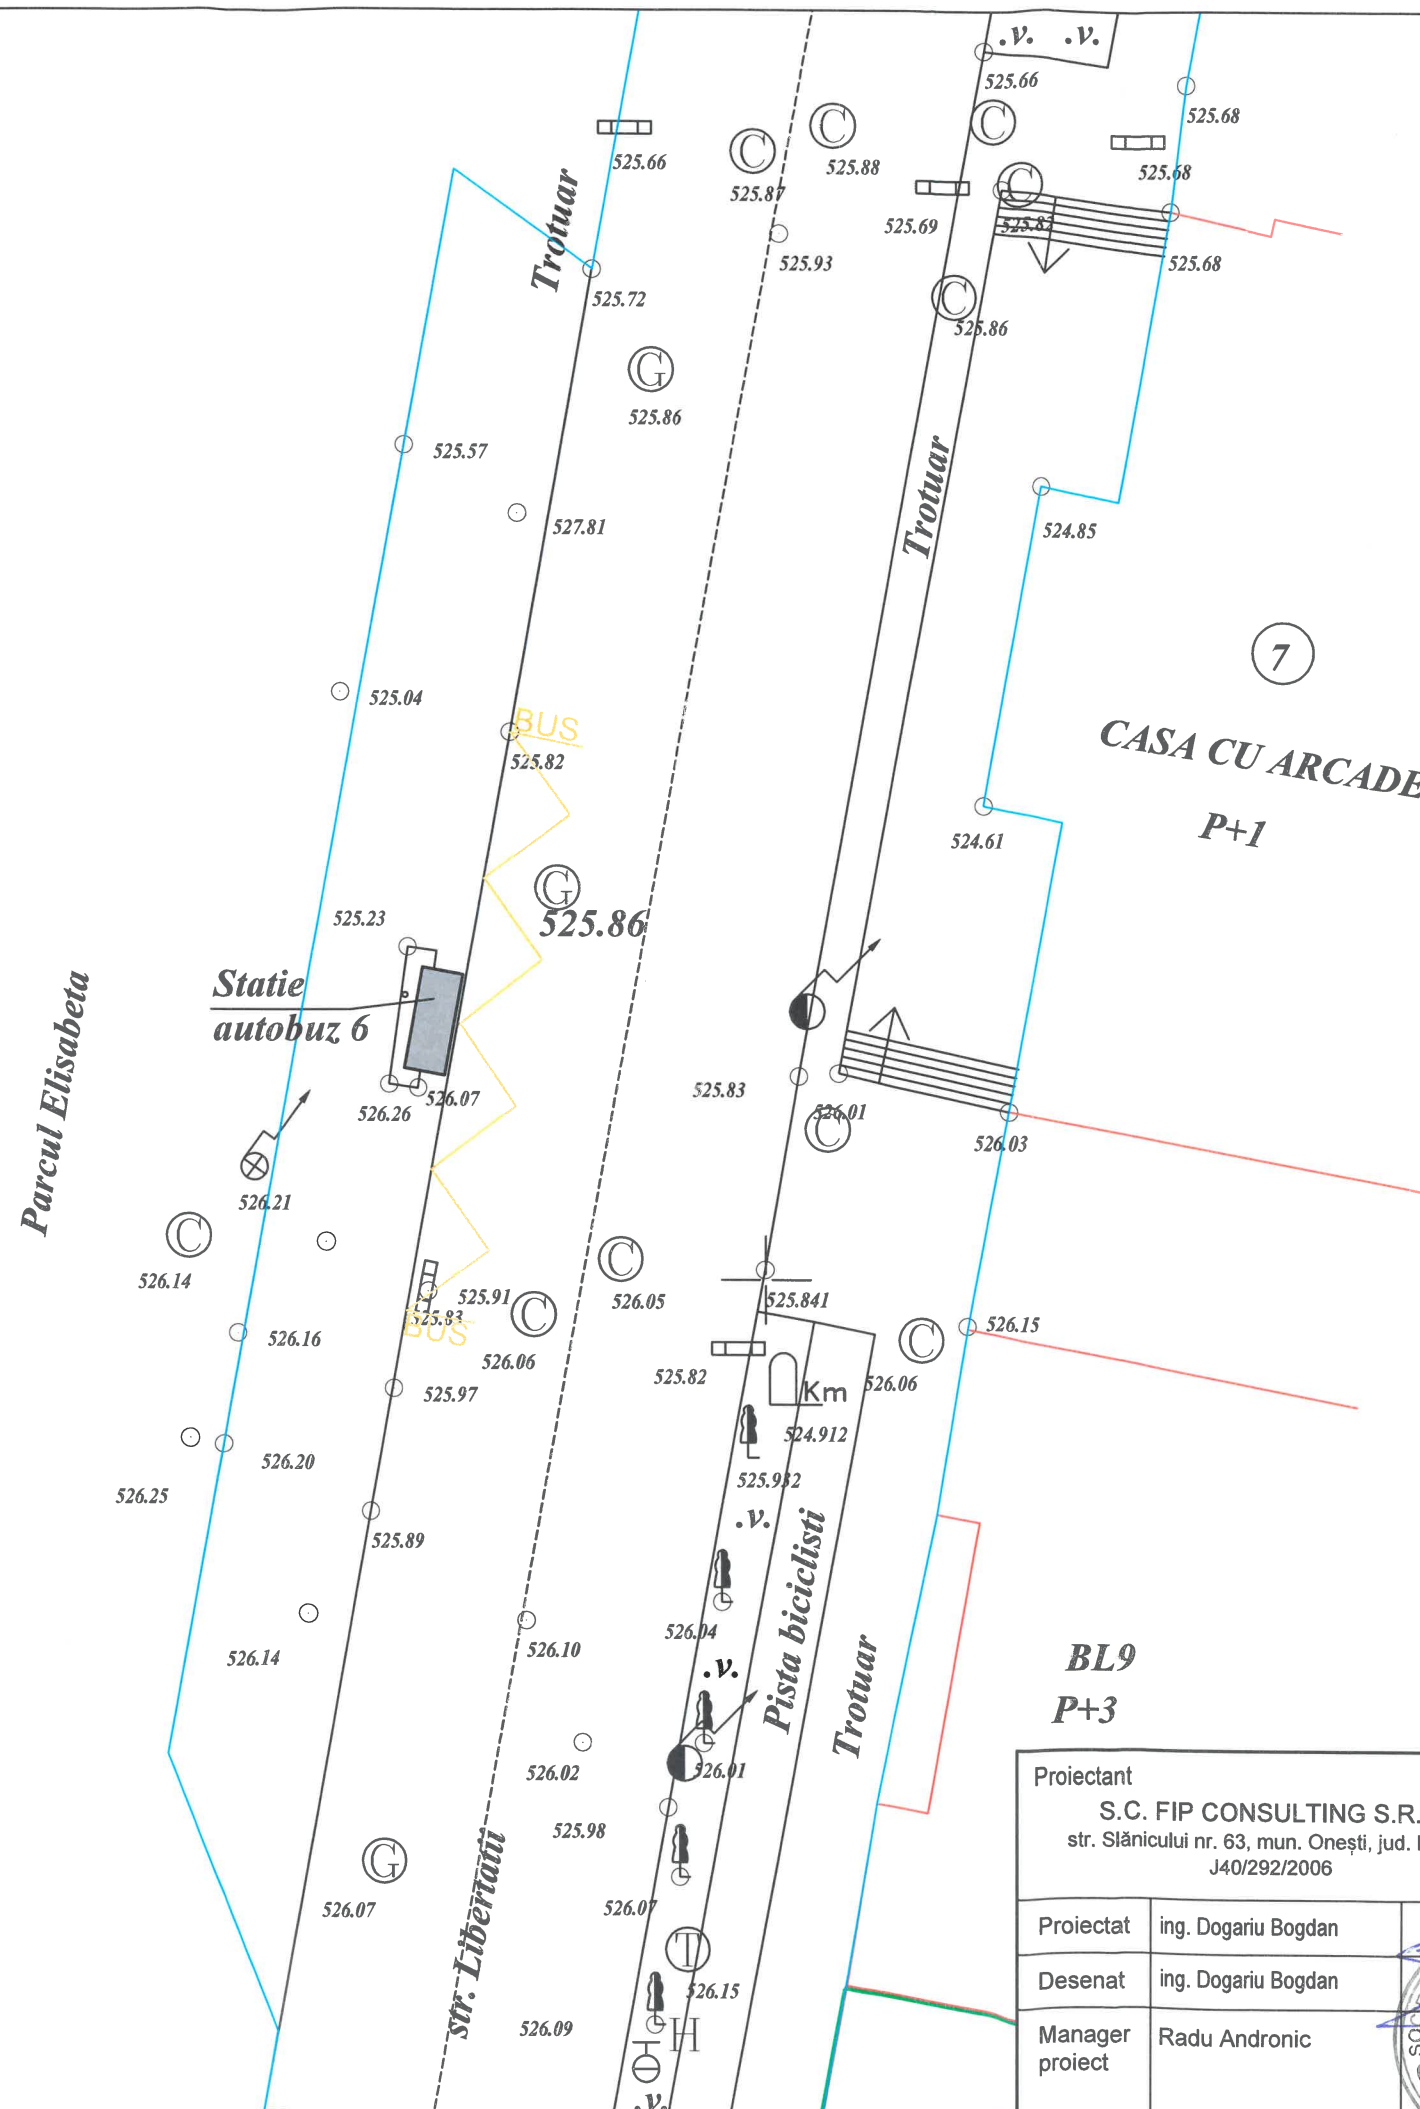 .v. .v.
525.66
525.68
C
C
C
525.66
525.87
525.88
525.68
C
525.69
525.82
525.93
525.68
Trotuar
525.72
C
525.86
G
525.86
525.57
527.81
Trotuar
524.85
7
525.04
BUS
525.82
CASA CU ARCADE
P+1
524.61
G
525.86
525.23
Statie
autobuz 6
Parcul Elisabeta
525.83
526.26
526.07
526.01
C
526.03
526.21
C
526.14
C
525.91
526.05
525.841
525.83
BUS
C
526.16
526.06
526.15
C
525.82
526.06
Km
525.97
524.912
526.20
525.932
526.25
.v.
525.89
Pista biciclisti
526.04
526.10
526.14
.v.
Trotuar
BL9
P+3
526.02
526.01
525.98
G
526.07
526.07
str. Libertatii
T
526.15
526.09
H
.v.
Proiectant
S.C. FIP CONSULTING S.R.
str. Slănicului nr. 63, mun. Onești, jud.
J40/292/2006
Proiectat ing. Dogariu Bogdan
Desenat ing. Dogariu Bogdan
Manager Radu Andronic
proiect